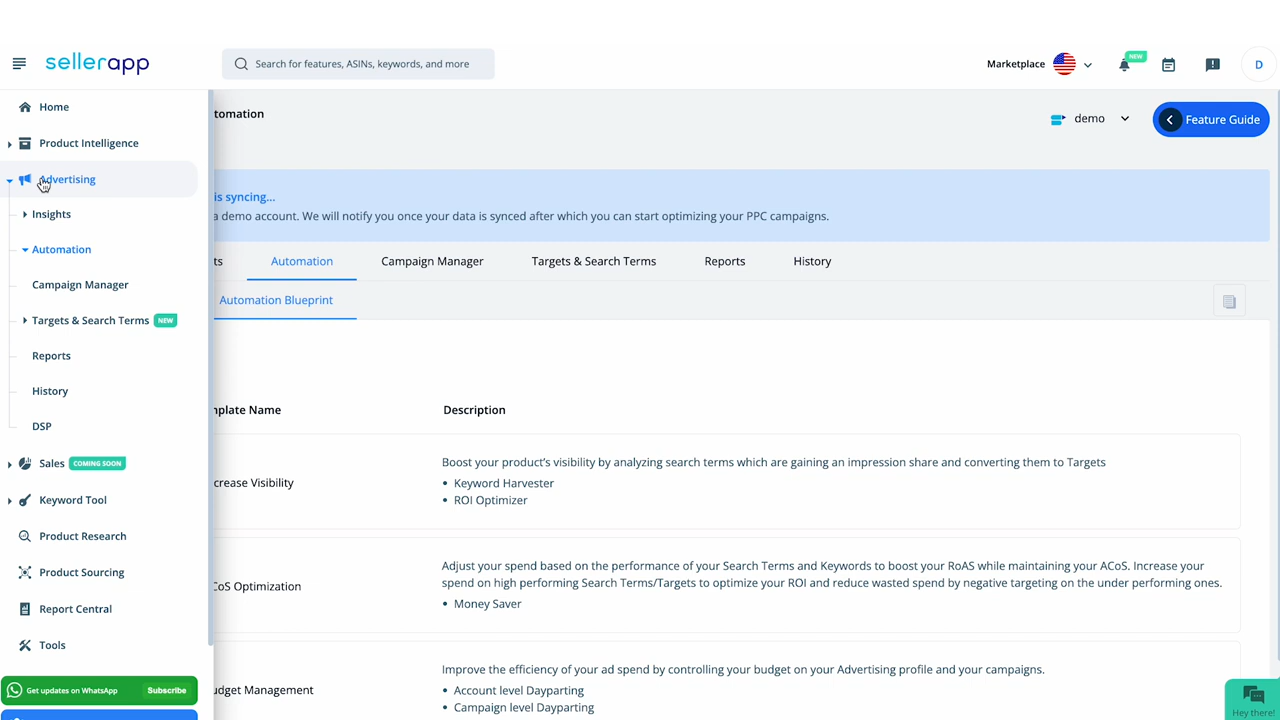 sellerapp
Search for features, ASINs, keywords, and more
Marketplace
NEW
D
Home
Product Intelligence
Advertising
Insights
Automation
Campaign Manager
Targets & Search Terms NEW
Reports
History
DSP
Sales COMING SOON
Keyword Tool
Product Research
Product Sourcing
Report Central
Tools
Get updates on WhatsApp Subscribe
tomation
demo
Feature Guide
is syncing...
a demo account. We will notify you once your data is synced after which you can start optimizing your PPC campaigns.
ts Automation Campaign Manager Targets & Search Terms Reports History
Automation Blueprint
nplate Name Description
crease Visibility
Boost your product's visibility by analyzing search terms which are gaining an impression share and converting them to Targets
• Keyword Harvester
• ROI Optimizer
CoS Optimization
Adjust your spend based on the performance of your Search Terms and Keywords to boost your RoAS while maintaining your ACoS. Increase your
spend on high performing Search Terms/Targets to optimize your ROI and reduce wasted spend by negative targeting on the under performing ones.
• Money Saver
udget Management
Improve the efficiency of your ad spend by controlling your budget on your Advertising profile and your campaigns.
• Account level Dayparting
• Campaign level Dayparting
Hey there!